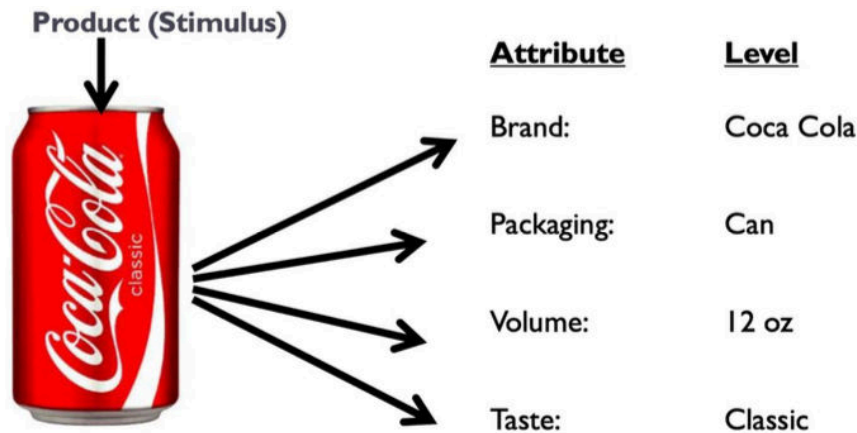 Product (Stimulus)
Coca-Cola
classic
Attribute Level
Brand: Coca Cola
Packaging: Can
Volume: 12 oz
Taste: Classic